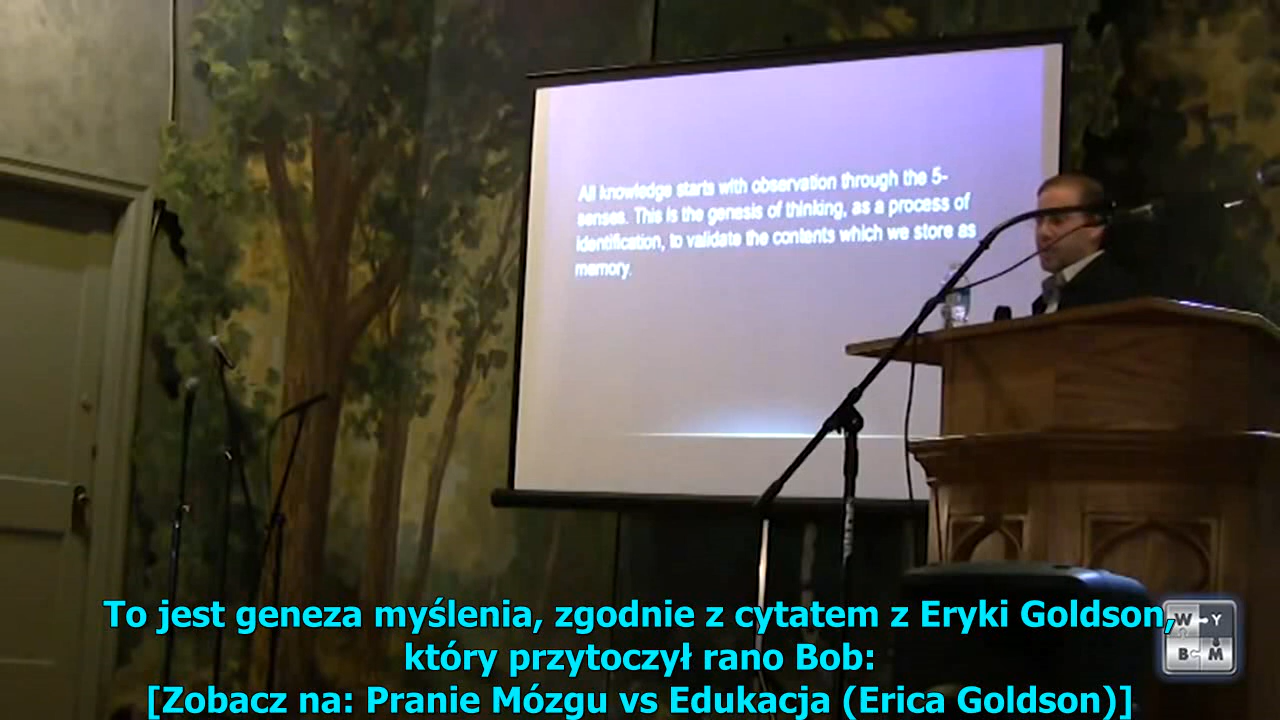 All knowledge starts with observation through the 5-
senses. This is the genesis of thinking, as a process of
identification, to validate the contents which we store as
memory.
To jest geneza myślenia, zgodnie z cytatem z Eryki Goldson,
który przytoczył rano Bob:
[Zobacz na: Pranie Mózgu vs Edukacja (Erica Goldson)]
W Y
B C M